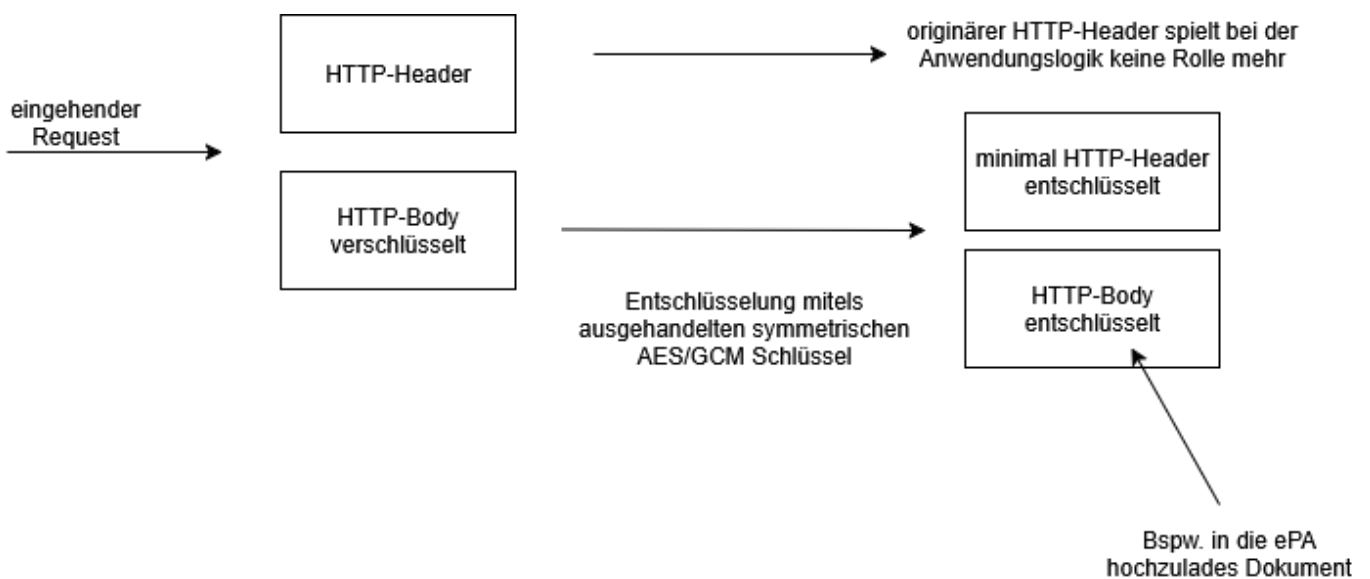 originärer HTTP-Header spielt bei der
Anwendungslogik keine Rolle mehr
HTTP-Header
eingehender
Request
minimal HTTP-Header
entschlüsselt
HTTP-Body
verschlüsselt
Entschlüsselung mitels
ausgehandelten symmetrischen
AES/GCM Schlüssel
HTTP-Body
entschlüsselt
Bspw. in die ePA
hochzulades Dokument